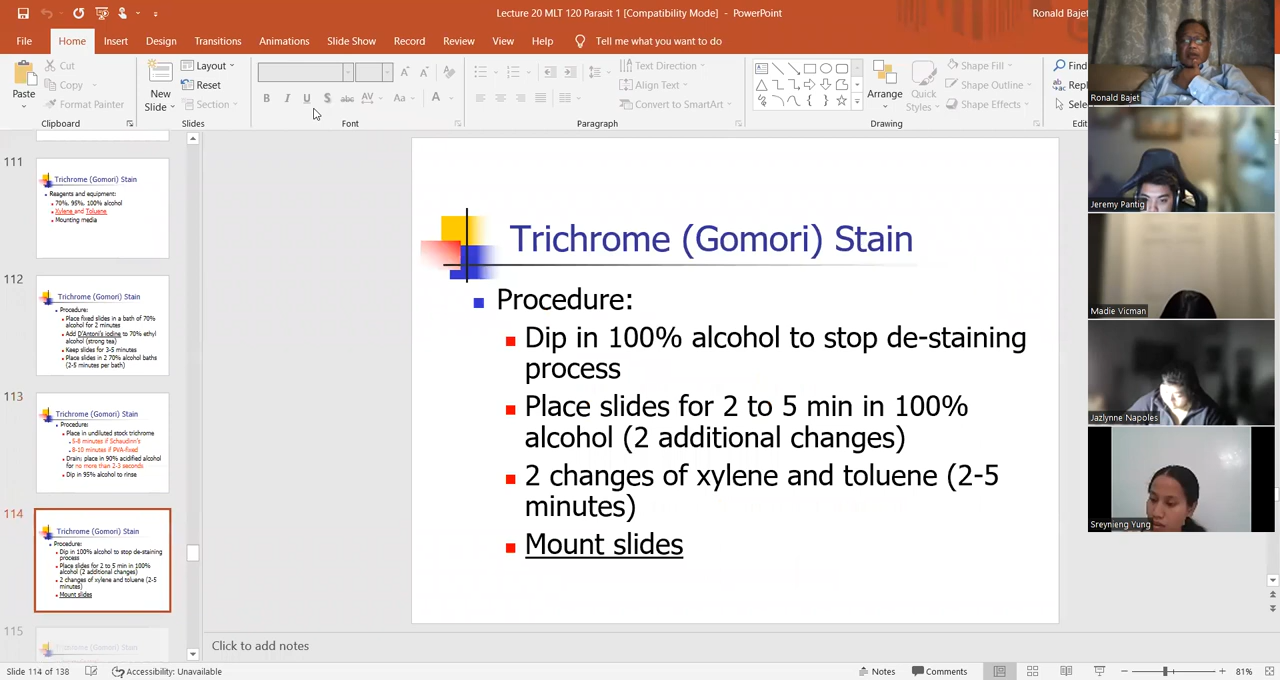 Lecture 20 MLT 120 Parasit 1 [Compatibility Mode] - PowerPoint
Ronald Bajet
File
Home
Insert
Design
Transitions
Animations
Slide Show
Record
Review
View
Help
Tell me what you want to do
Paste
Cut
Copy
Format Painter
Clipboard
New
Slide
Layout
Reset
Section
Slides
B I U S abc AV Aa A
Font
Text Direction
Align Text
Convert to SmartArt
Paragraph
Arrange
Quick
Styles
Shape Fill
Shape Outline
Shape Effects
Drawing
Find
111
Trichrome (Gomori) Stain
Reagents and equipment:
70%, 95%, 100% alcohol
Xylene and Toluene
Mounting media
112
Trichrome (Gomori) Stain
Procedure:
Place fixed slides in a bath of 70%
alcohol for 2 minutes
Add D'Antoni's iodine to 70% ethyl
alcohol (strong tea)
Keep slides for 3-5 minutes
Place slides in 2 70% alcohol baths
(2-5 minutes per bath)
113
Trichrome (Gomori) Stain
Procedure:
Place in undiluted stock trichrome
5-8 minutes if Schaudinn's
8-10 minutes if PVA-fixed
Drain: place in 90% acidified alcohol
for no more than 2-3 seconds
Dip in 95% alcohol to rinse
114
Trichrome (Gomori) Stain
Procedure:
Dip in 100% alcohol to stop de-staining
process
Place slides for 2 to 5 min in 100%
alcohol (2 additional changes)
2 changes of xylene and toluene (2-5
minutes)
Mount slides
115
Trichrome (Gomori) Stain
Procedure:
Dip in 100% alcohol to stop de-staining
process
Place slides for 2 to 5 min in 100%
alcohol (2 additional changes)
2 changes of xylene and toluene (2-5
minutes)
Mount slides
Click to add notes
Slide 114 of 138
Accessibility: Unavailable
Notes
Comments
81%
Ronald Bajet
Jeremy Pantig
Madie Vicman
Jazlynne Napoles
Sreynieng Yung